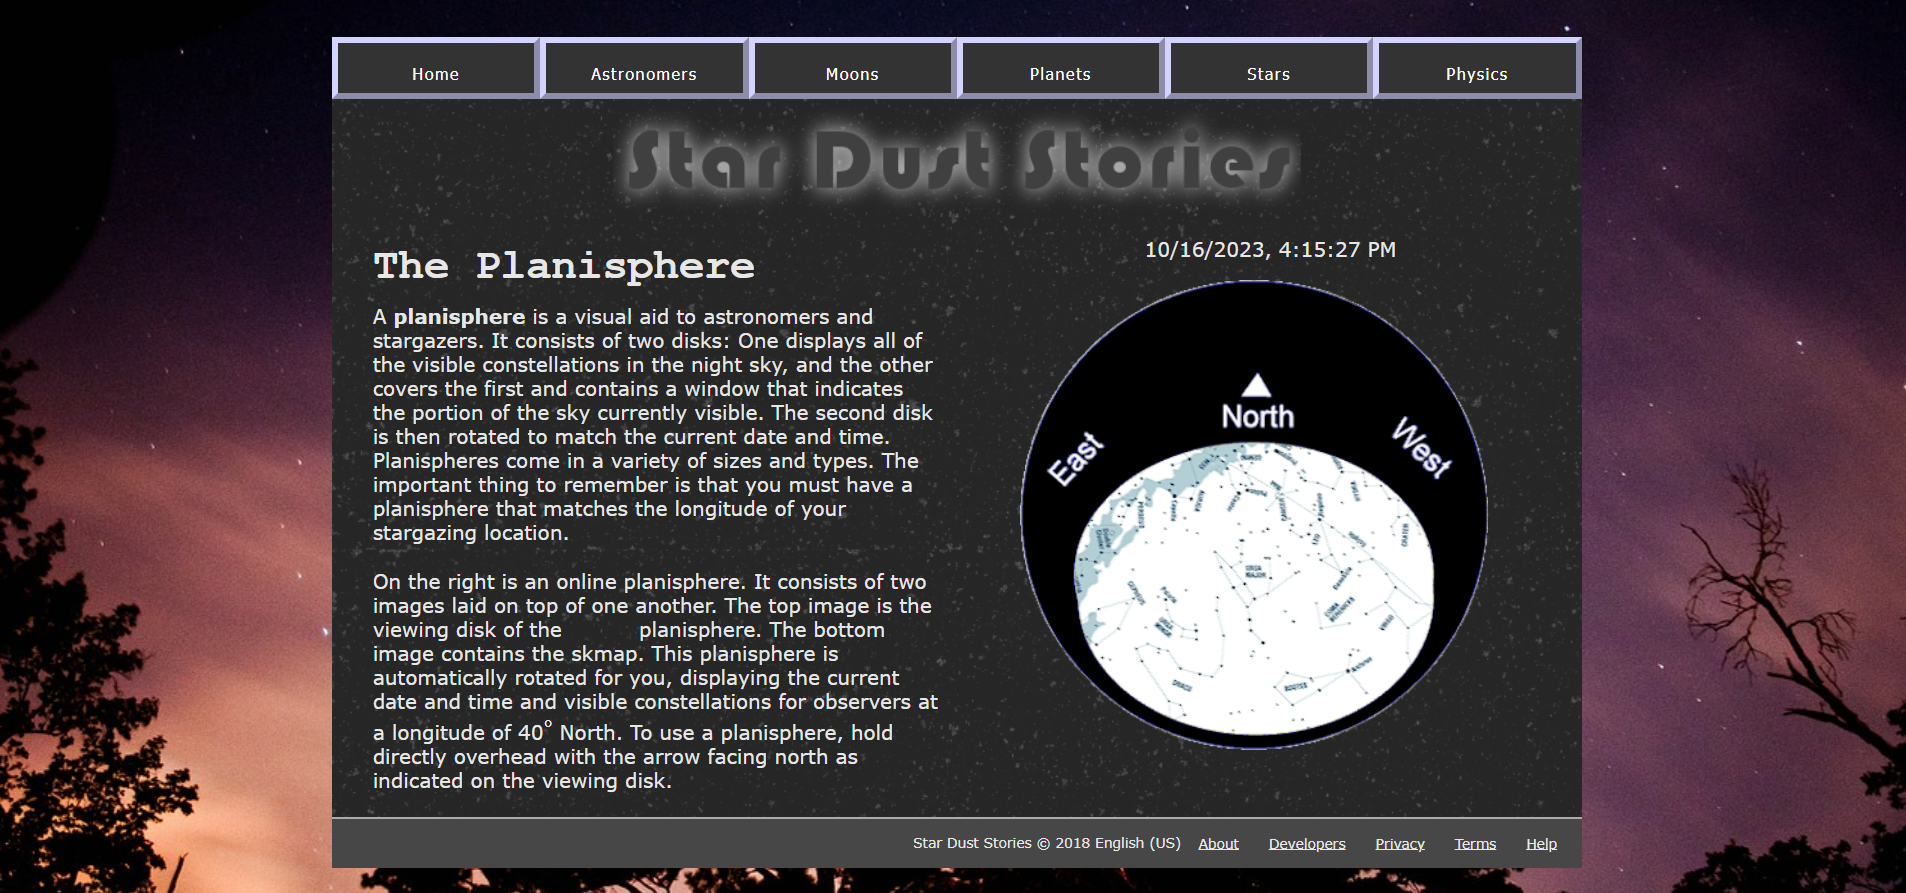 Home Astronomers Moons Planets Stars Physics
Star Dust Stories
The Planisphere
A planisphere is a visual aid to astronomers and
stargazers. It consists of two disks: One displays all of
the visible constellations in the night sky, and the other
covers the first and contains a window that indicates
the portion of the sky currently visible. The second disk
is then rotated to match the current date and time.
Planispheres come in a variety of sizes and types. The
important thing to remember is that you must have a
planisphere that matches the longitude of your
stargazing location.
On the right is an online planisphere. It consists of two
images laid on top of one another. The top image is the
viewing disk of the planisphere. The bottom
image contains the skmap. This planisphere is
automatically rotated for you, displaying the current
date and time and visible constellations for observers at
a longitude of 40° North. To use a planisphere, hold
directly overhead with the arrow facing north as
indicated on the viewing disk.
10/16/2023, 4:15:27 PM
North
East
West
URSA
MAJOR
LEO
DRACO
BOOTES
Star Dust Stories © 2018 English (US) About Developers Privacy Terms Help